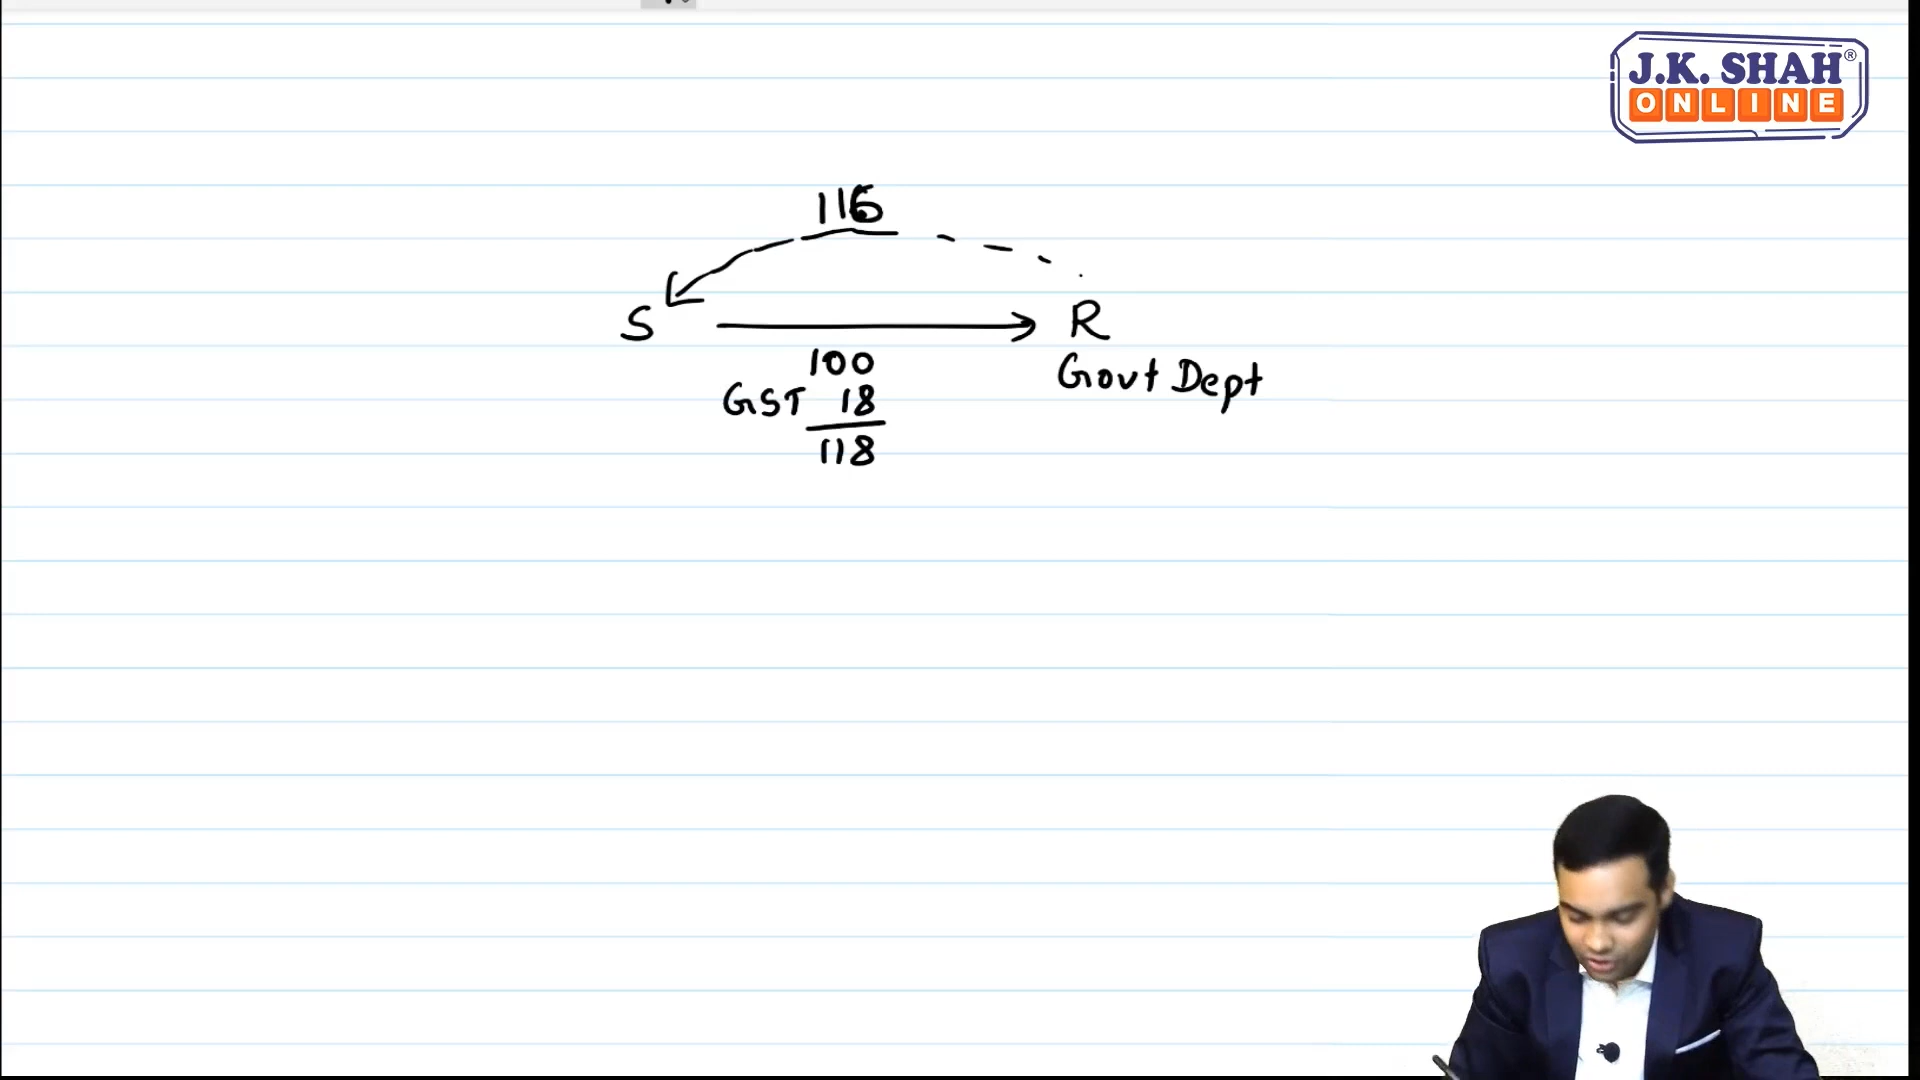 J.K. SHAH®
ONLINE
116
S R
100
GST 18
118
Govt Dept